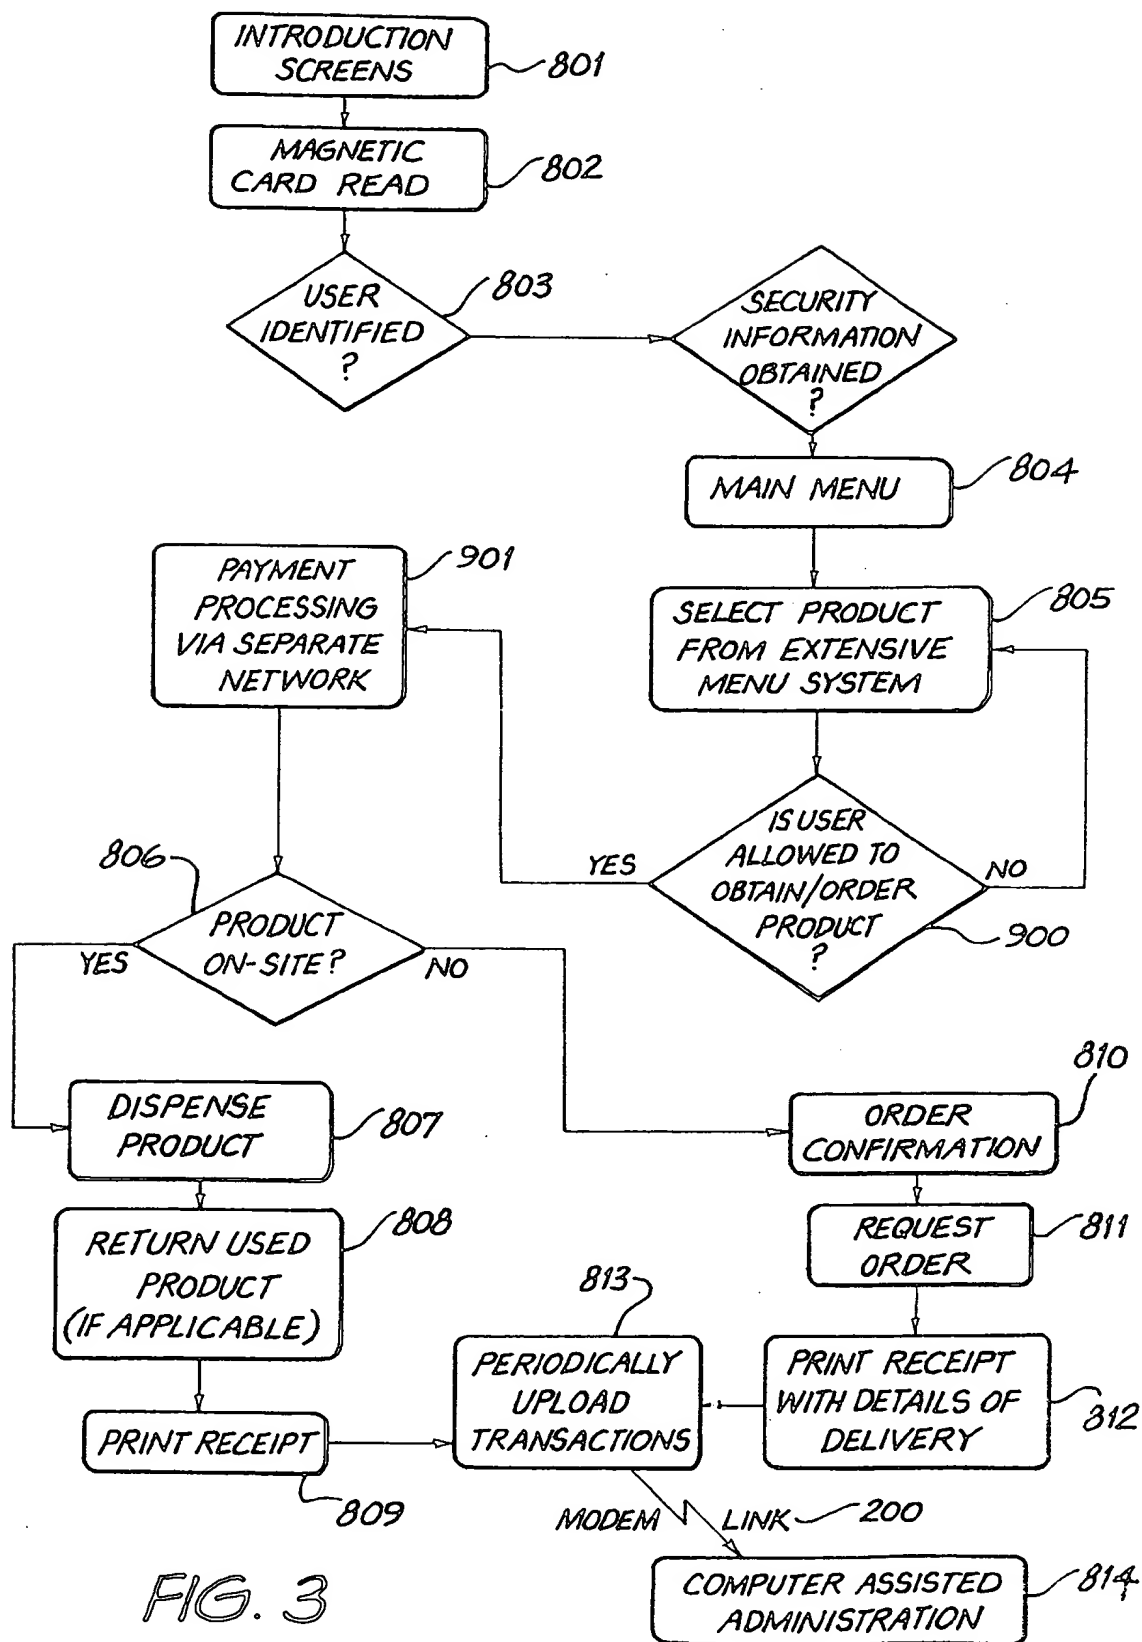 INTRODUCTION
SCREENS
801
MAGNETIC
CARD READ
802
USER
IDENTIFIED
?
803
SECURITY
INFORMATION
OBTAINED
?
MAIN MENU
804
SELECT PRODUCT
FROM EXTENSIVE
MENU SYSTEM
805
IS USER
ALLOWED TO
OBTAIN/ORDER
PRODUCT
?
900
YES
NO
PAYMENT
PROCESSING
VIA SEPARATE
NETWORK
901
PRODUCT
ON-SITE?
806
YES
NO
DISPENSE
PRODUCT
807
RETURN USED
PRODUCT
(IF APPLICABLE)
808
PRINT RECEIPT
809
ORDER
CONFIRMATION
810
REQUEST
ORDER
811
PRINT RECEIPT
WITH DETAILS OF
DELIVERY
812
PERIODICALLY
UPLOAD
TRANSACTIONS
813
MODEM LINK 200
COMPUTER ASSISTED
ADMINISTRATION
814
FIG. 3